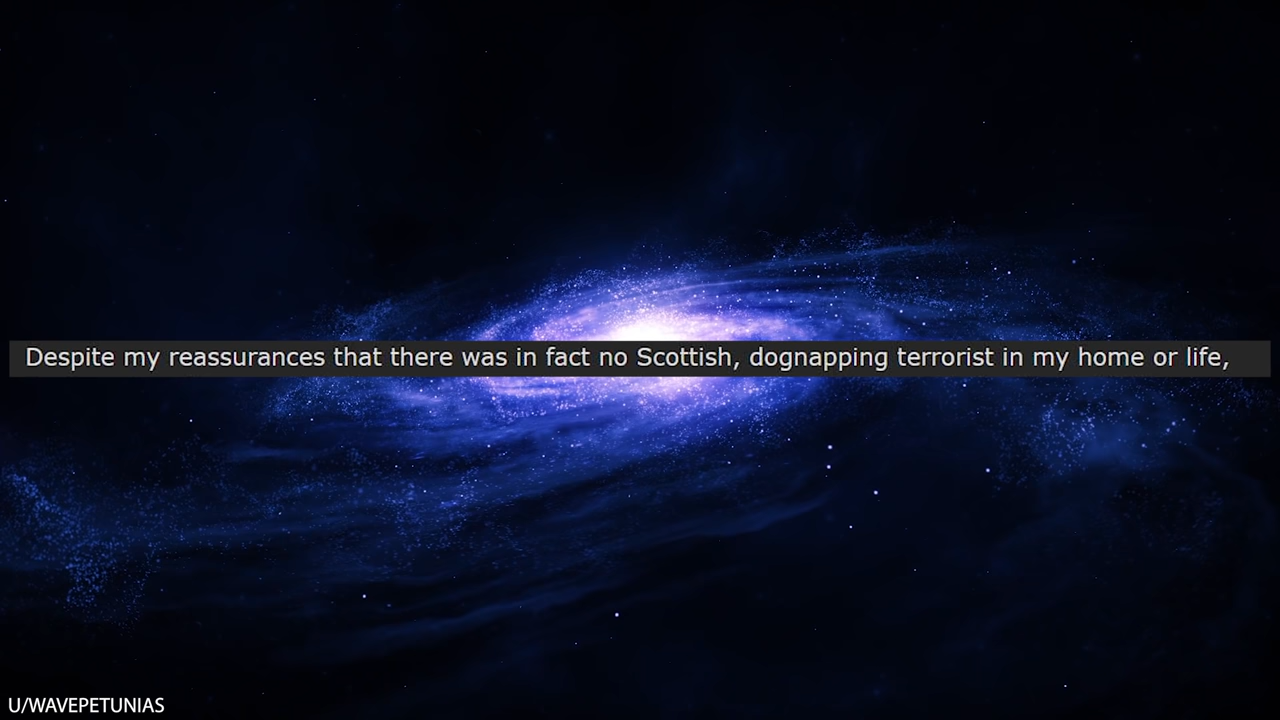 Despite my reassurances that there was in fact no Scottish, dognapping terrorist in my home or life,
U/WAVEPETUNIAS